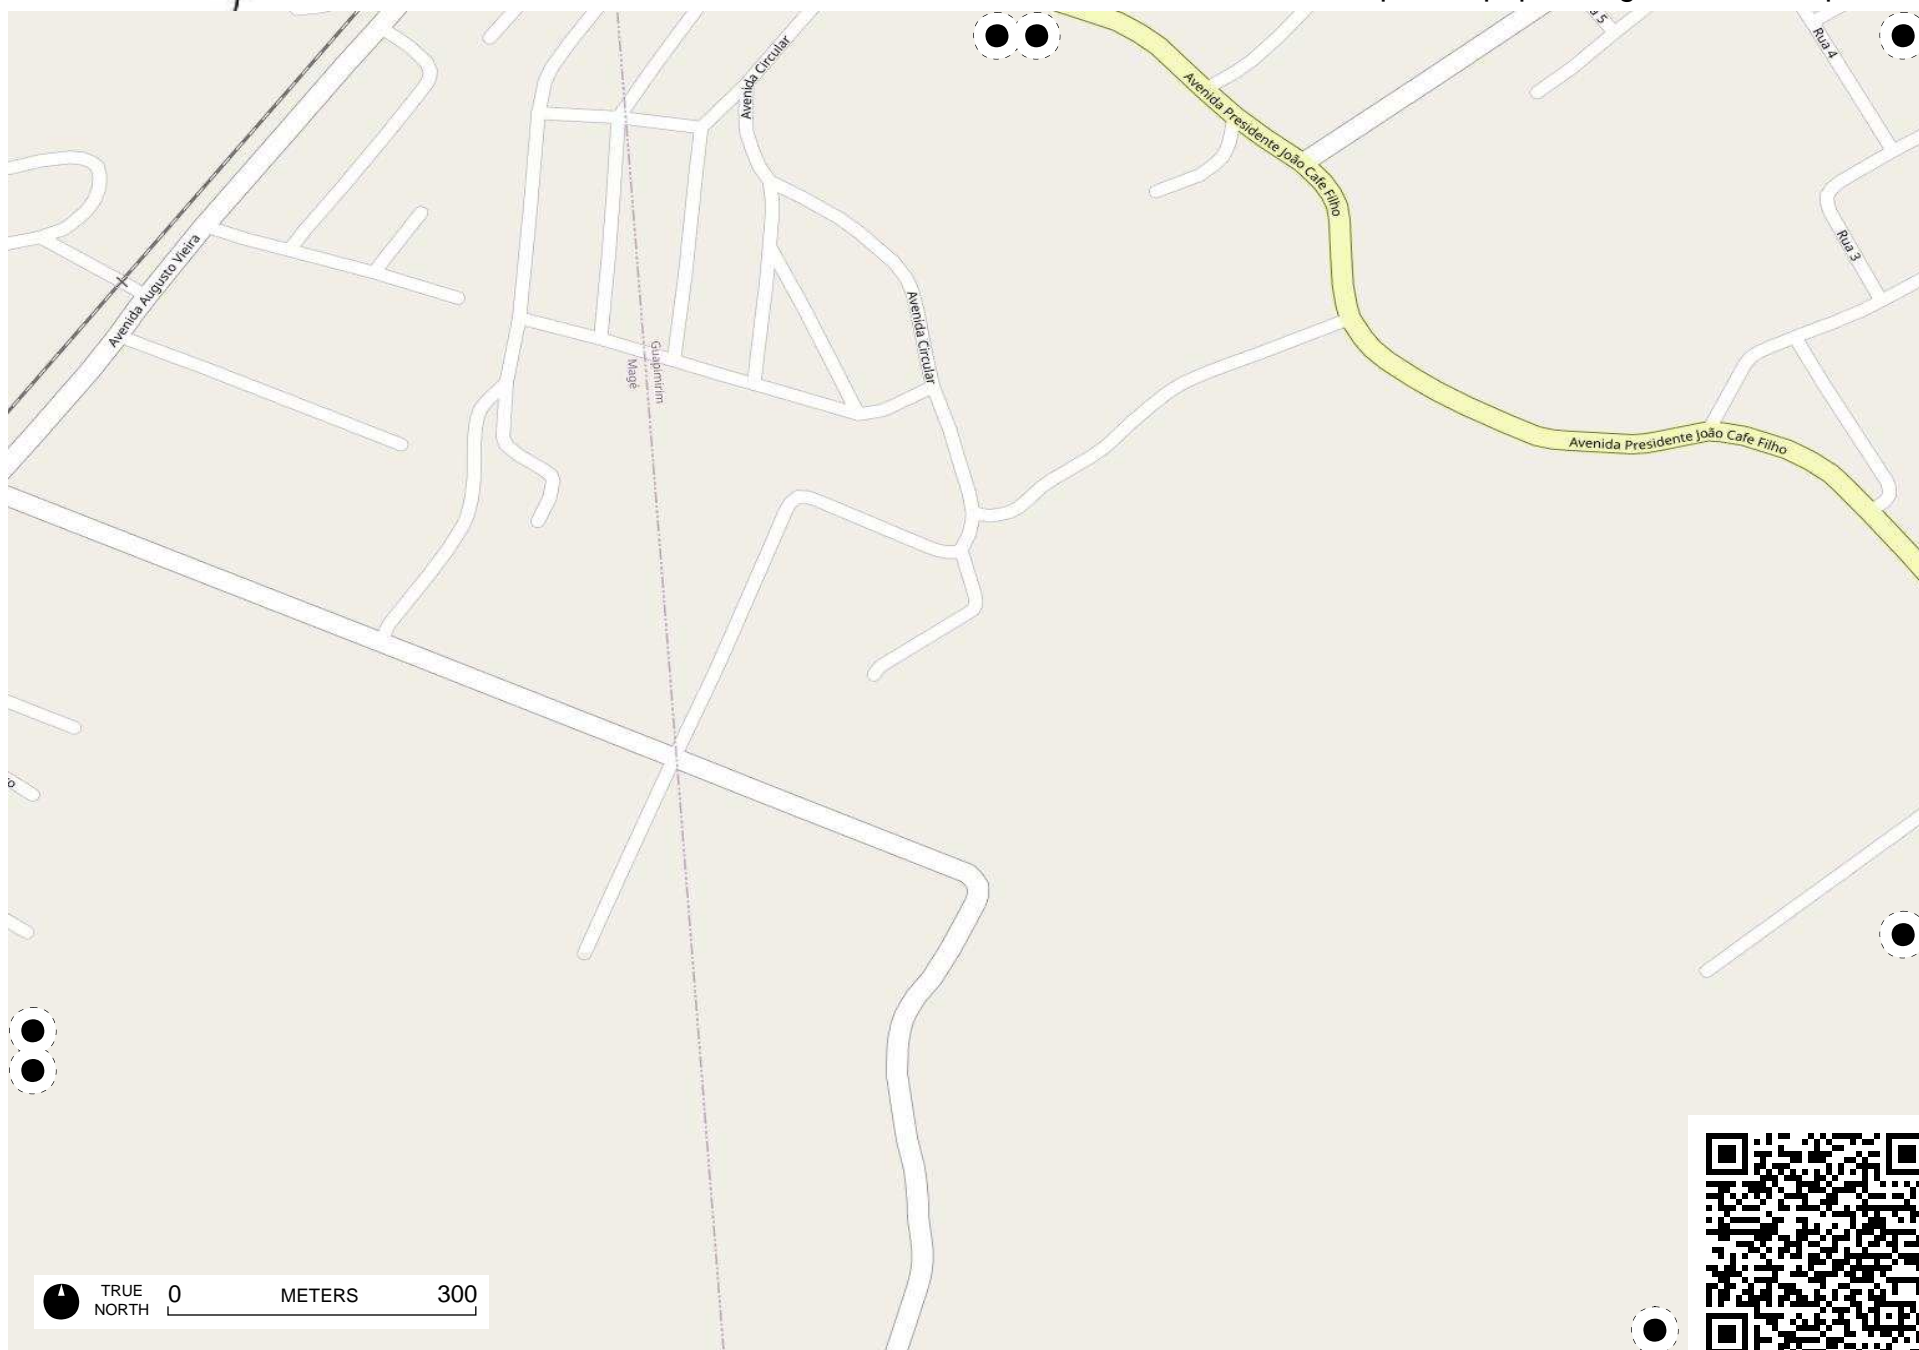 Avenida Circular
Avenida Presidente João Cafe Filho
Rua 4
Rua 3
Avenida Augusto Vieira
Avenida Circular
Guapimirim
Magé
Avenida Presidente João Cafe Filho
TRUE
NORTH
0 METERS 300